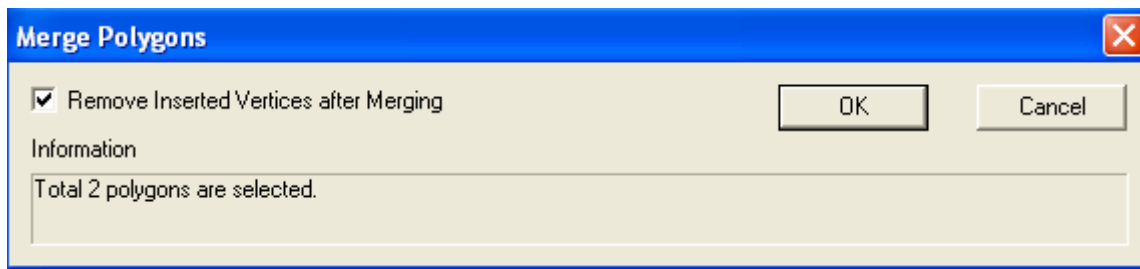 Merge Polygons
Remove Inserted Vertices after Merging
OK
Cancel
Information
Total 2 polygons are selected.